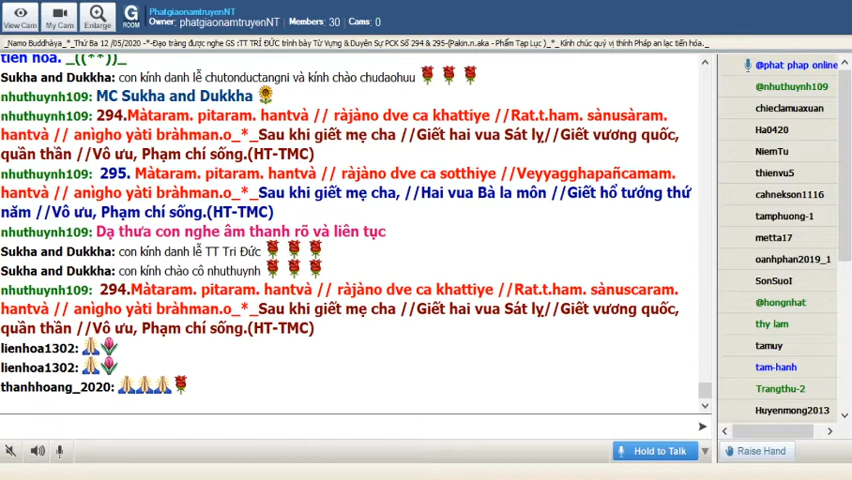 View Cam
My Cam
Enlarge
G
ROOM
PhatgiaonamtruyenNT
Owner: phatgiaonamtruyenNT Members: 30 Cams: 0
_Namo Buddhàya_*_Thứ Ba 12 /05/2020 -*-Đạo tràng được nghe GS :TT TRÍ ĐỨC trình bày Từ Vựng &Duyên Sự PCK Số 294 & 295-(Pakin.n.aka - Phẩm Tạp Lục )_*_Kính chúc quý vị thính Pháp an lạc tiến hóa._
tiến hóa._((**))_
Sukha and Dukkha: con kính danh lễ chutonductangni và kính chào chudaohuu
nhuthuynh109: MC Sukha and Dukkha
nhuthuynh109: 294.Màtaram. pitaram. hantvà // ràjàno dve ca khattiye //Rat.t.ham. sànusàram.
hantvà // anìgho yàti bràhman.o_*_Sau khi giết mẹ cha //Giết hai vua Sát lỵ//Giết vương quốc,
quần thần //Vô ưu, Phạm chí sống.(HT-TMC)
nhuthuynh109: 295. Màtaram. pitaram. hantvà // ràjàno dve ca sotthiye //Veyyagghapañcamam.
hantvà // anìgho yàti bràhman.o_*_Sau khi giết mẹ cha, //Hai vua Bà la môn //Giết hổ tướng thứ
năm //Vô ưu, Phạm chí sống.(HT-TMC)
nhuthuynh109: Dạ thưa con nghe âm thanh rõ và liên tục
Sukha and Dukkha: con kính danh lễ TT Tri Đức
Sukha and Dukkha: con kính chào cô nhuthuynh
nhuthuynh109: 294.Màtaram. pitaram. hantvà // ràjàno dve ca khattiye //Rat.t.ham. sànuscaram.
hantvà // anìgho yàti bràhman.o_*_Sau khi giết mẹ cha //Giết hai vua Sát lỵ//Giết vương quốc,
quần thần //Vô ưu, Phạm chí sống.(HT-TMC)
lienhoa1302:
lienhoa1302:
thanhhoang_2020:
Hold to Talk
@phat phap online
@nhuthuynh109
chieclamuaxuan
Ha0420
NiemTu
thienvu5
cahnekson1116
tamphuong-1
metta17
oanhphan2019_1
SonSuoI
@hongnhat
thy lam
tamuy
tam-hanh
Trangthu-2
Huyenmong2013
Raise Hand